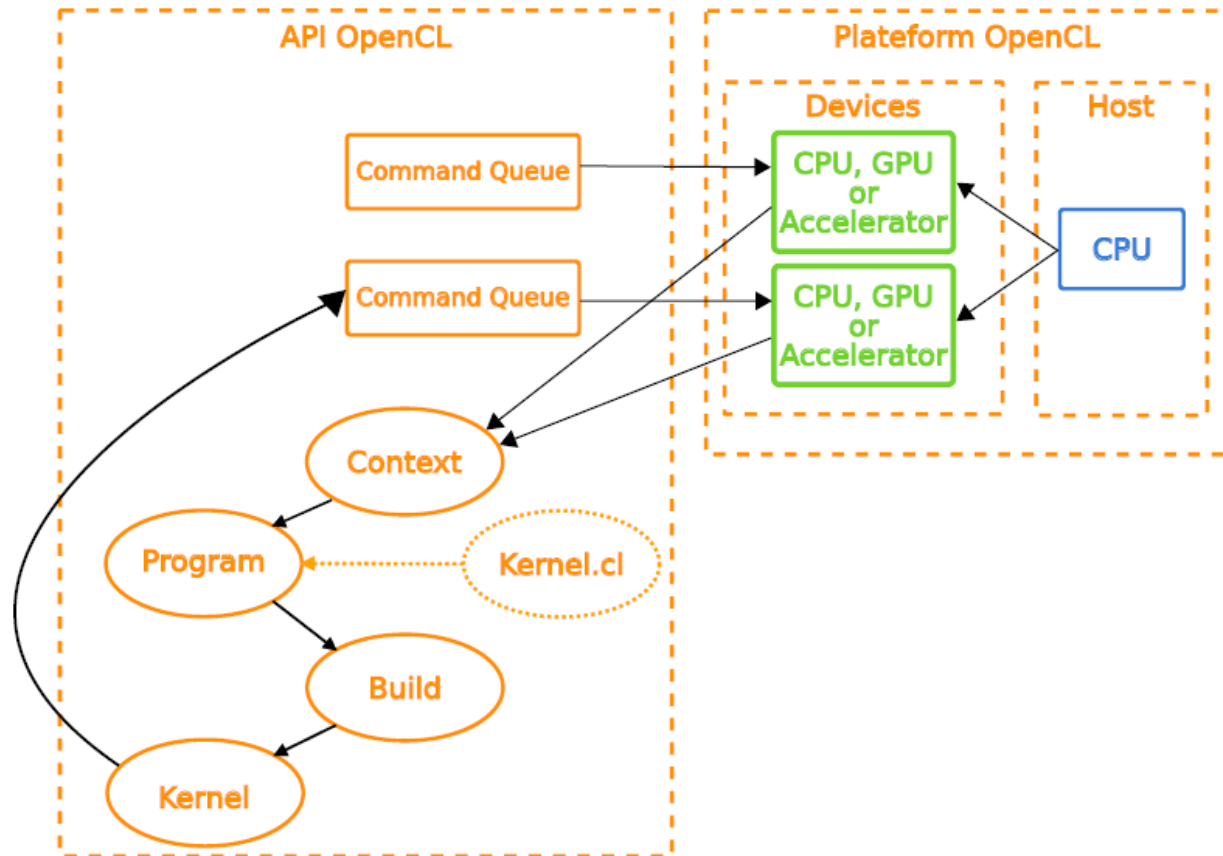 API OpenCL
Plateform OpenCL
Devices
Host
Command Queue
CPU, GPU
or
Accelerator
CPU
Command Queue
CPU, GPU
or
Accelerator
Context
Program
Kernel.cl
Build
Kernel